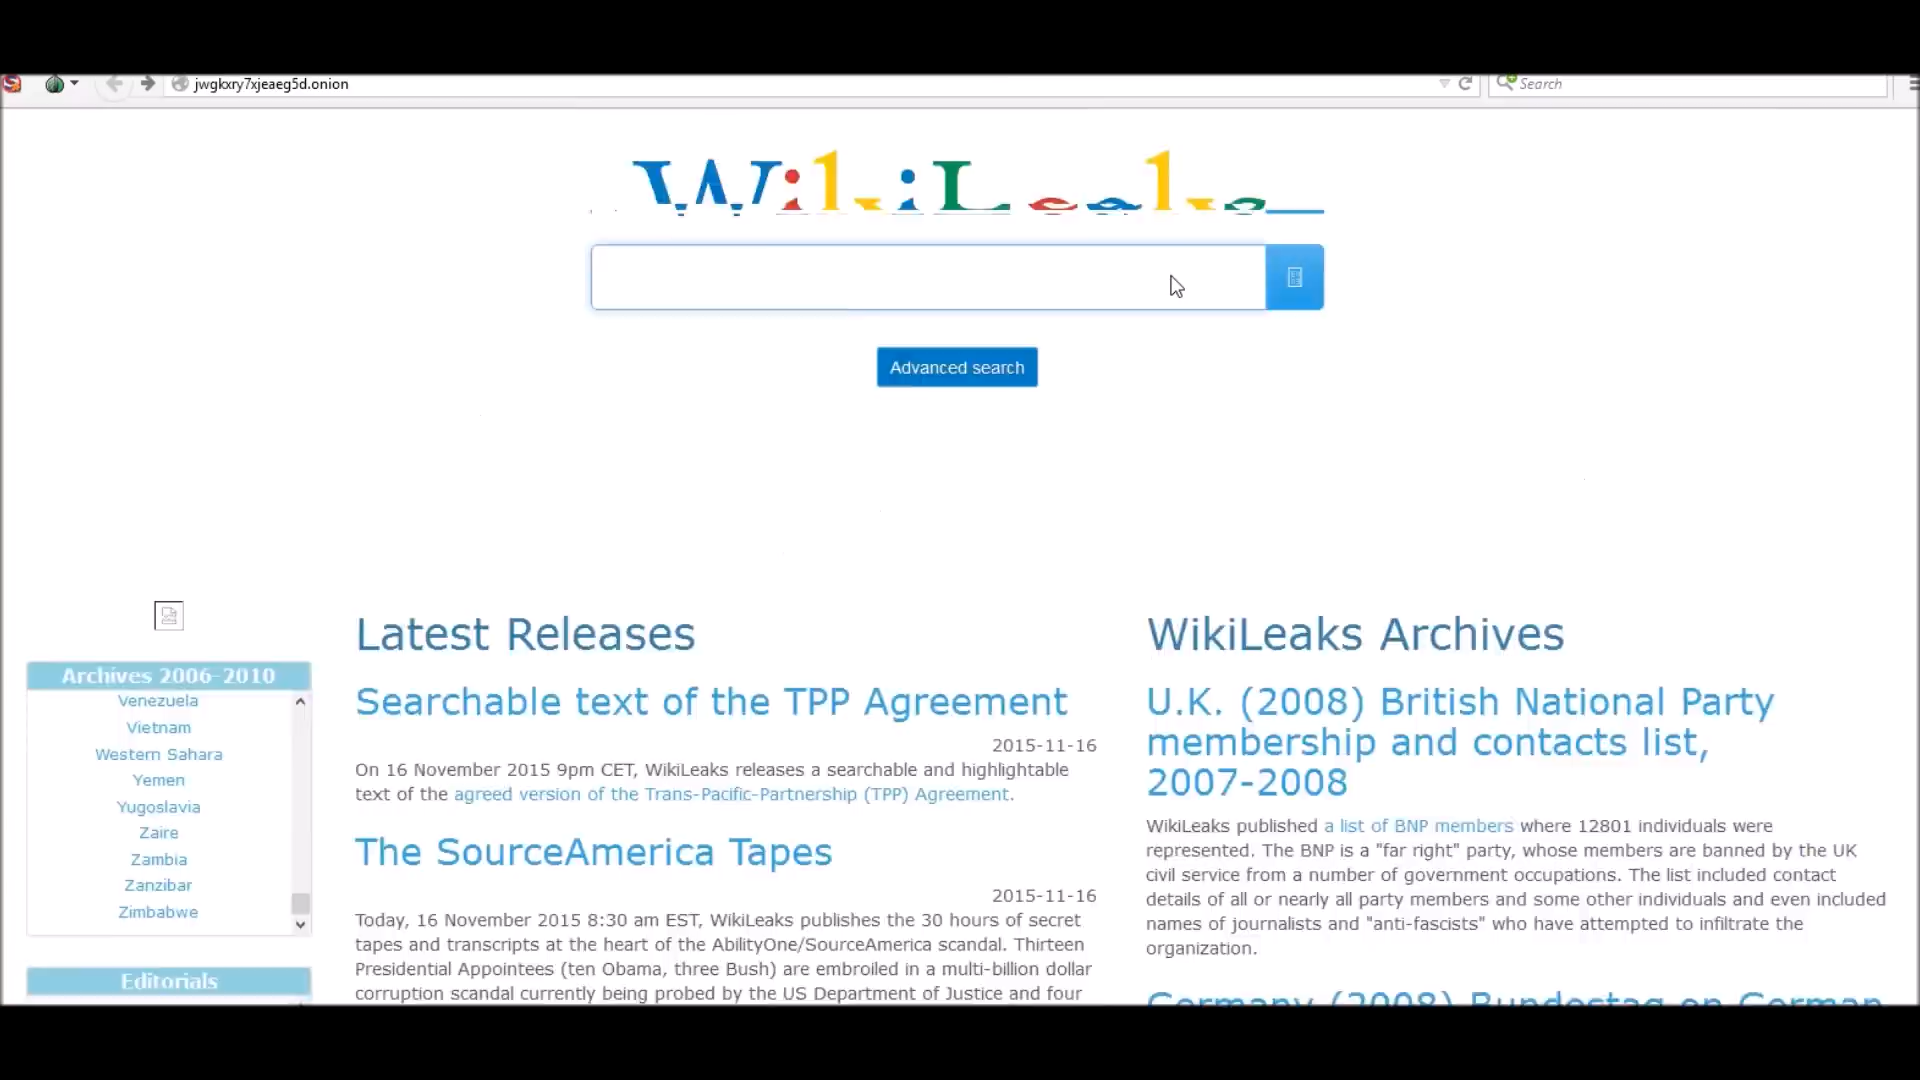 jwgkxry7xjeaeg5d.onion
Search
WikiLeaks
Advanced search
Archives 2006-2010
Venezuela
Vietnam
Western Sahara
Yemen
Yugoslavia
Zaire
Zambia
Zanzibar
Zimbabwe
Editorials
Latest Releases
Searchable text of the TPP Agreement
2015-11-16
On 16 November 2015 9pm CET, WikiLeaks releases a searchable and highlightable
text of the agreed version of the Trans-Pacific-Partnership (TPP) Agreement.
The SourceAmerica Tapes
2015-11-16
Today, 16 November 2015 8:30 am EST, WikiLeaks publishes the 30 hours of secret
tapes and transcripts at the heart of the AbilityOne/SourceAmerica scandal. Thirteen
Presidential Appointees (ten Obama, three Bush) are embroiled in a multi-billion dollar
corruption scandal currently being probed by the US Department of Justice and four
WikiLeaks Archives
U.K. (2008) British National Party
membership and contacts list,
2007-2008
WikiLeaks published a list of BNP members where 12801 individuals were
represented. The BNP is a "far right" party, whose members are banned by the UK
civil service from a number of government occupations. The list included contact
details of all or nearly all party members and some other individuals and even included
names of journalists and "anti-fascists" who have attempted to infiltrate the
organization.
Germany (2008) Bundestag on German